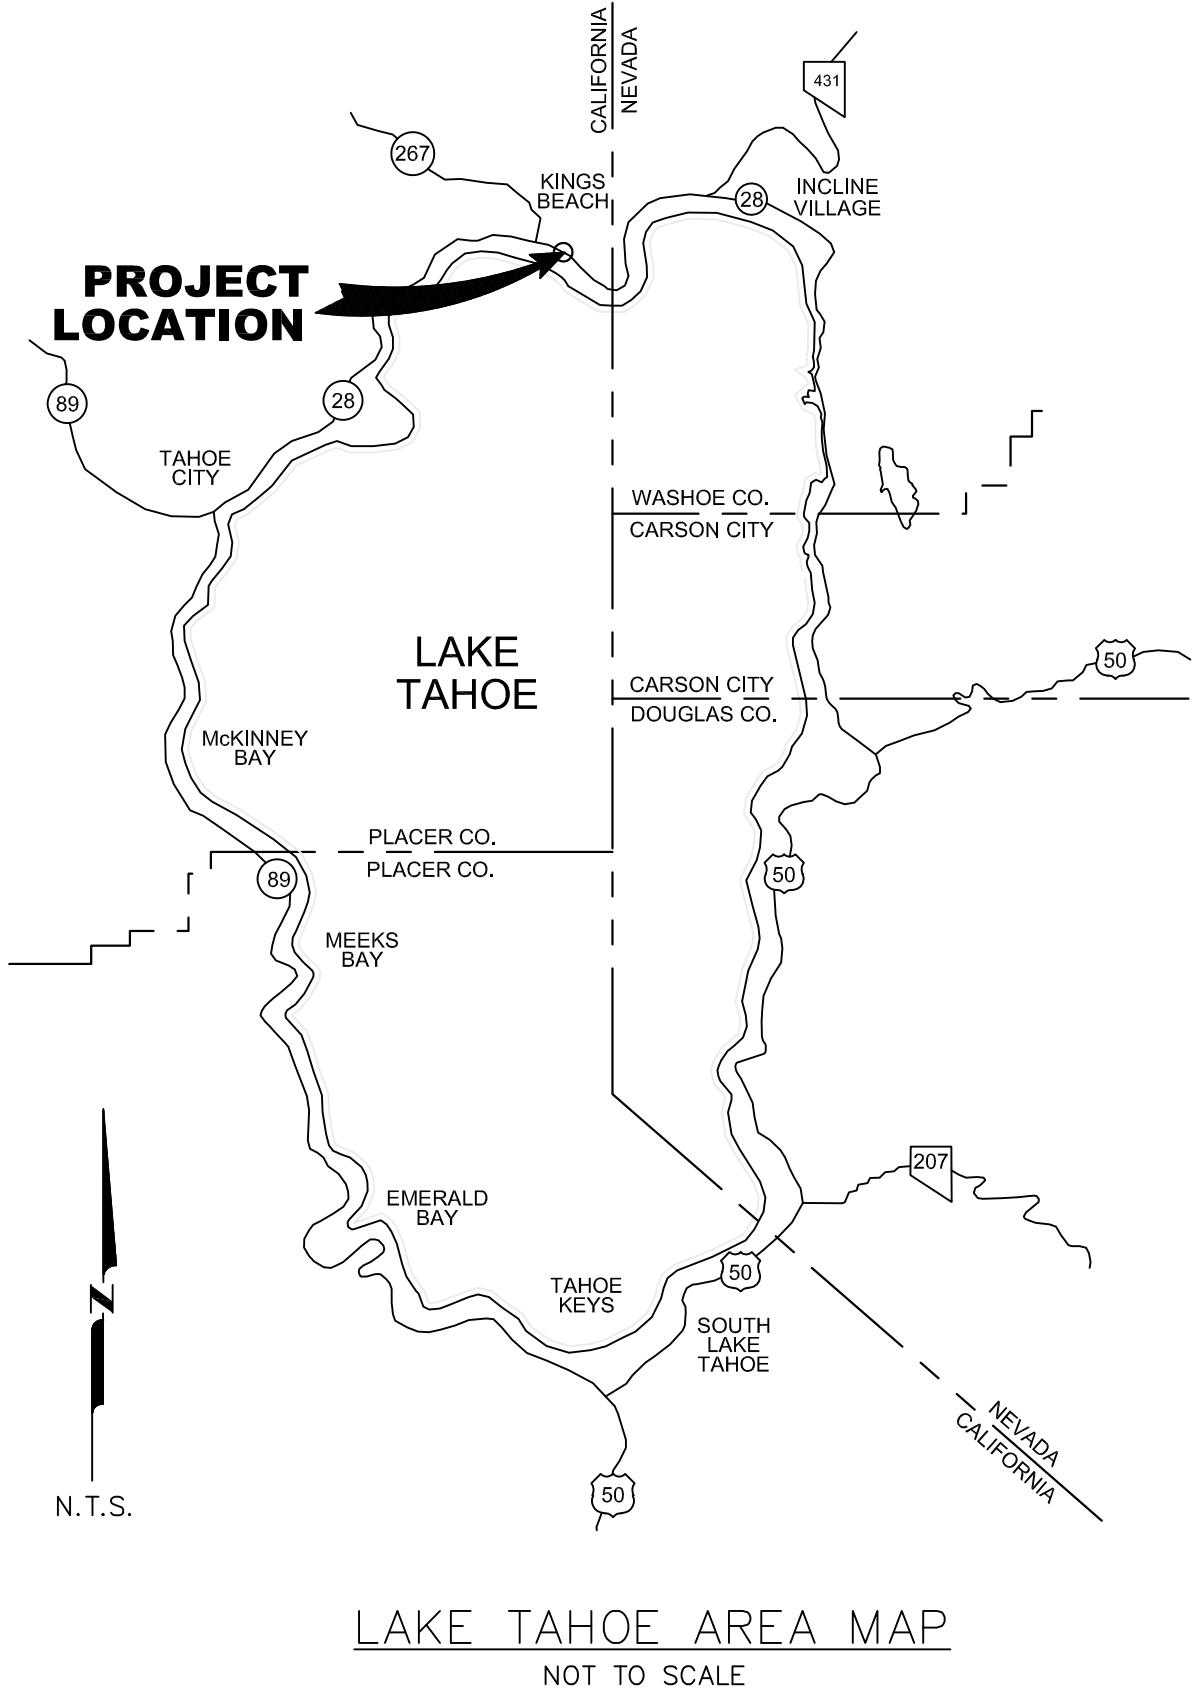 CALIFORNIA
NEVADA
431
267
KINGS
BEACH
28
INCLINE
VILLAGE
PROJECT
LOCATION
89
28
TAHOE
CITY
WASHOE CO.
CARSON CITY
LAKE
TAHOE
50
CARSON CITY
DOUGLAS CO.
McKINNEY
BAY
PLACER CO.
PLACER CO.
89
50
MEEKS
BAY
207
EMERALD
BAY
50
TAHOE
KEYS
SOUTH
LAKE
TAHOE
N
NEVADA
CALIFORNIA
50
N.T.S.
LAKE TAHOE AREA MAP
NOT TO SCALE